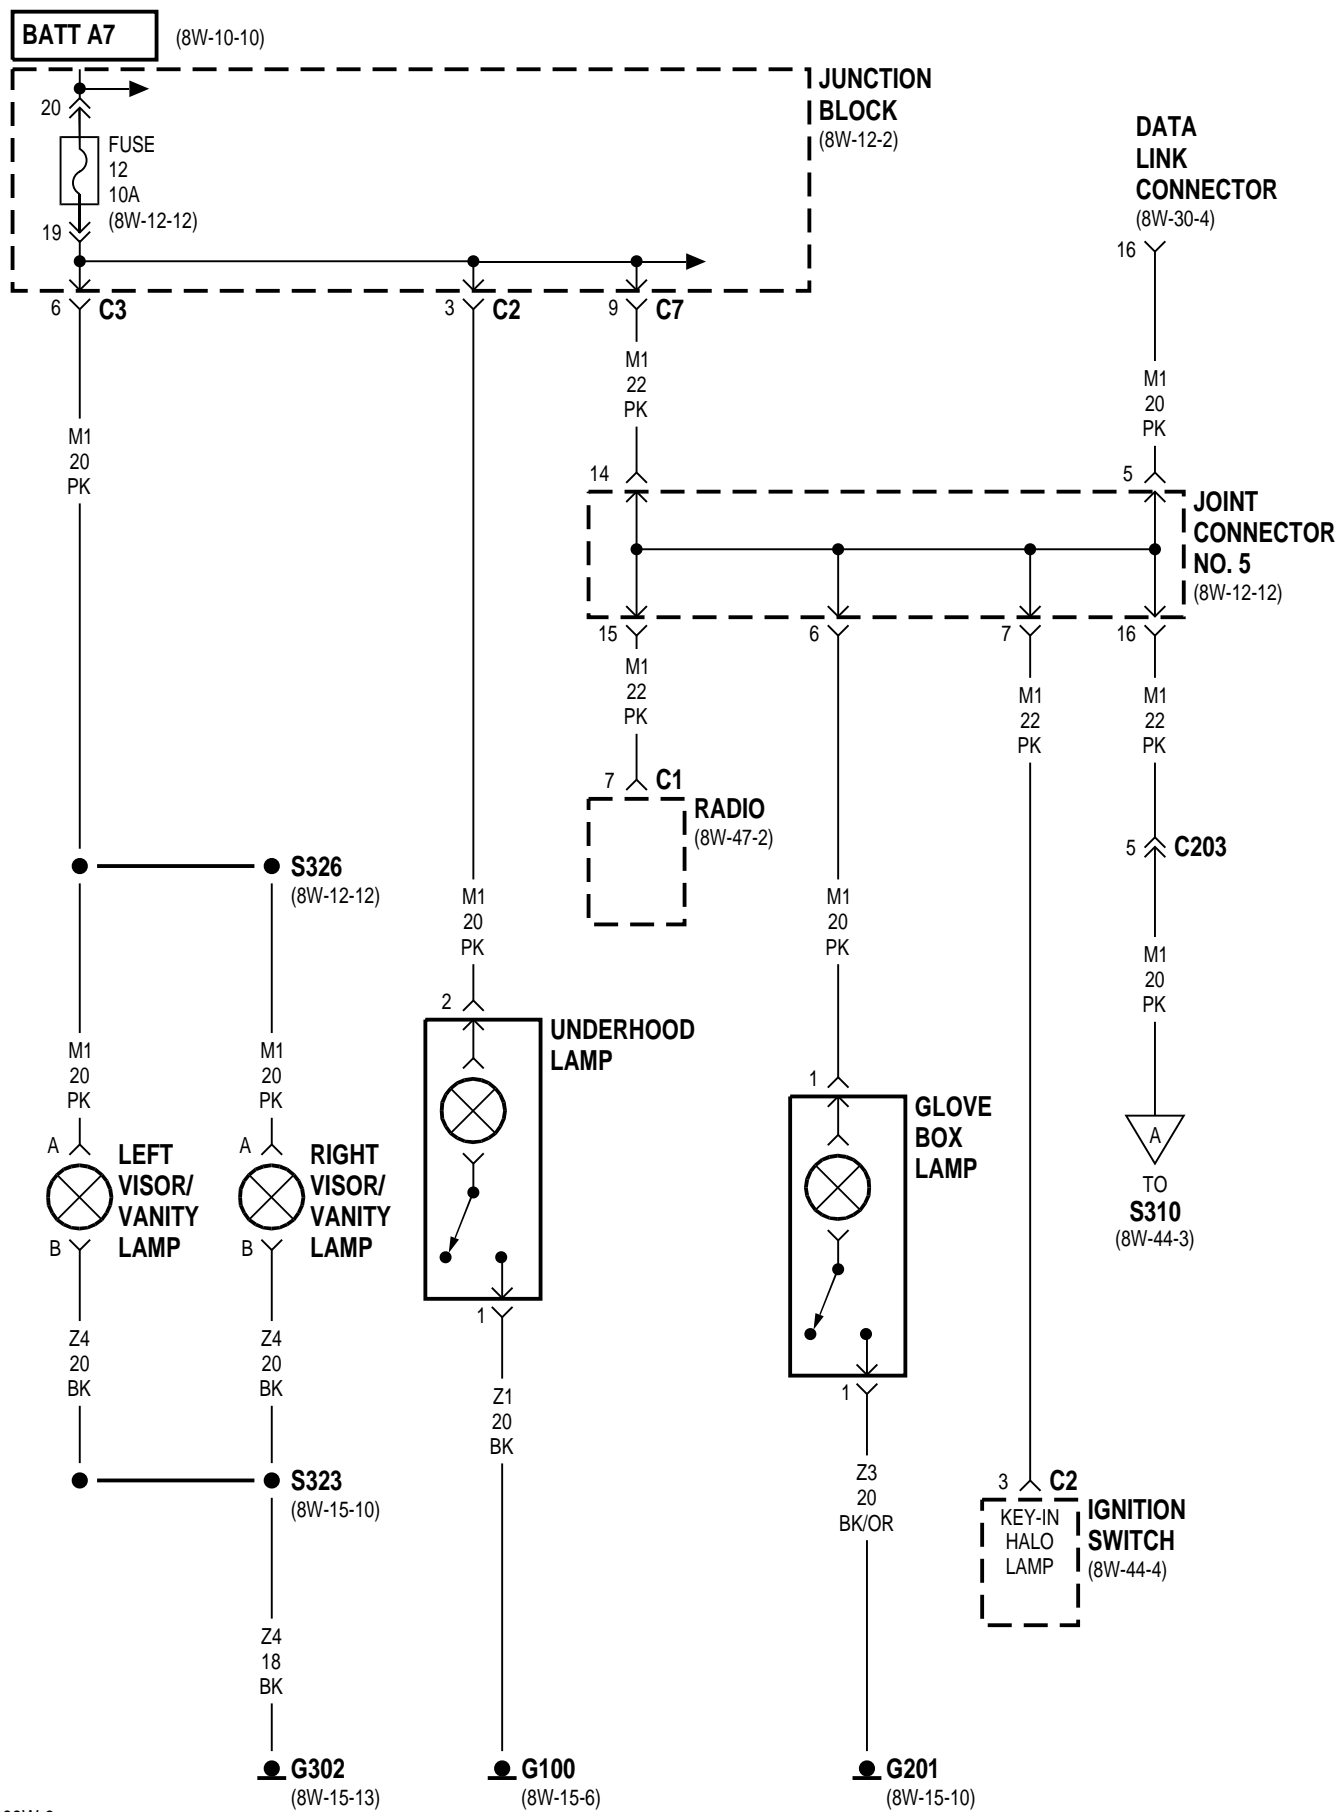 BATT A7
(8W-10-10)
JUNCTION
BLOCK
(8W-12-2)
20
FUSE
12
10A
(8W-12-12)
19
6
C3
3
C2
9
C7
DATA
LINK
CONNECTOR
(8W-30-4)
16
M1
22
PK
M1
20
PK
M1
20
PK
14
5
JOINT
CONNECTOR
NO. 5
(8W-12-12)
15
6
7
16
M1
22
PK
M1
22
PK
M1
22
PK
7
C1
RADIO
(8W-47-2)
5
C203
S326
(8W-12-12)
M1
20
PK
M1
20
PK
M1
20
PK
2
UNDERHOOD
LAMP
M1
20
PK
M1
20
PK
1
GLOVE
BOX
LAMP
A
TO
S310
(8W-44-3)
A
LEFT
VISOR/
VANITY
LAMP
B
A
RIGHT
VISOR/
VANITY
LAMP
B
1
Z4
20
BK
Z4
20
BK
Z1
20
BK
1
Z3
20
BK/OR
S323
(8W-15-10)
3
C2
KEY-IN
HALO
LAMP
IGNITION
SWITCH
(8W-44-4)
Z4
18
BK
G302
(8W-15-13)
G100
(8W-15-6)
G201
(8W-15-10)